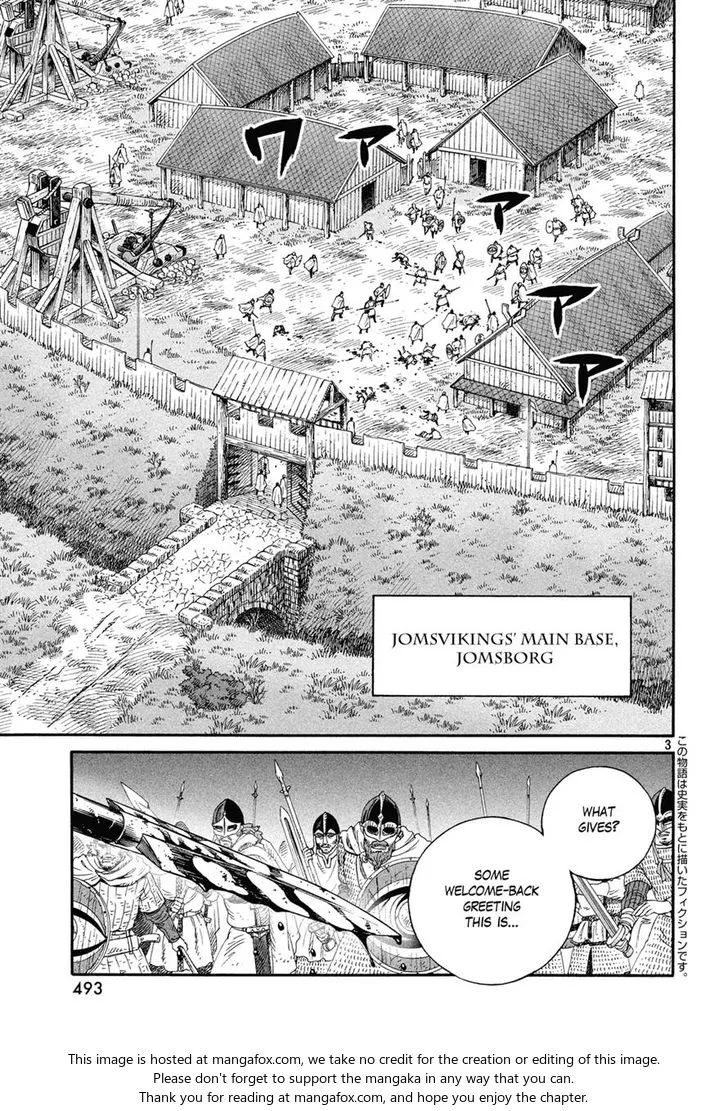 ワァァァァ
JOMSVIKINGS' MAIN BASE,
JOMSBORG
3
この物語は史実をもとに描いたフィクションです。
WHAT
GIVES?
SOME
WELCOME-BACK
GREETING
THIS IS...
493
This image is hosted at mangafox.com, we take no credit for the creation or editing of this image.
Please don't forget to support the mangaka in any way that you can.
Thank you for reading at mangafox.com, and hope you enjoy the chapter.